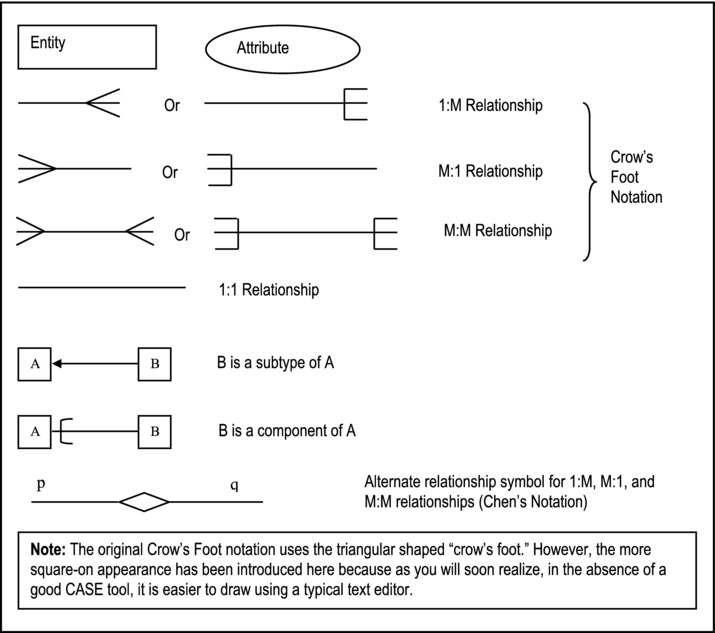 Entity
Attribute
Or
1:M Relationship
Or
M:1 Relationship
Crow's
Foot
Notation
Or
M:M Relationship
1:1 Relationship
A
B
B is a subtype of A
A
B
B is a component of A
p
q
Alternate relationship symbol for 1:M, M:1, and
M:M relationships (Chen's Notation)
Note: The original Crow's Foot notation uses the triangular shaped “crow's foot.” However, the more
square-on appearance has been introduced here because as you will soon realize, in the absence of a
good CASE tool, it is easier to draw using a typical text editor.